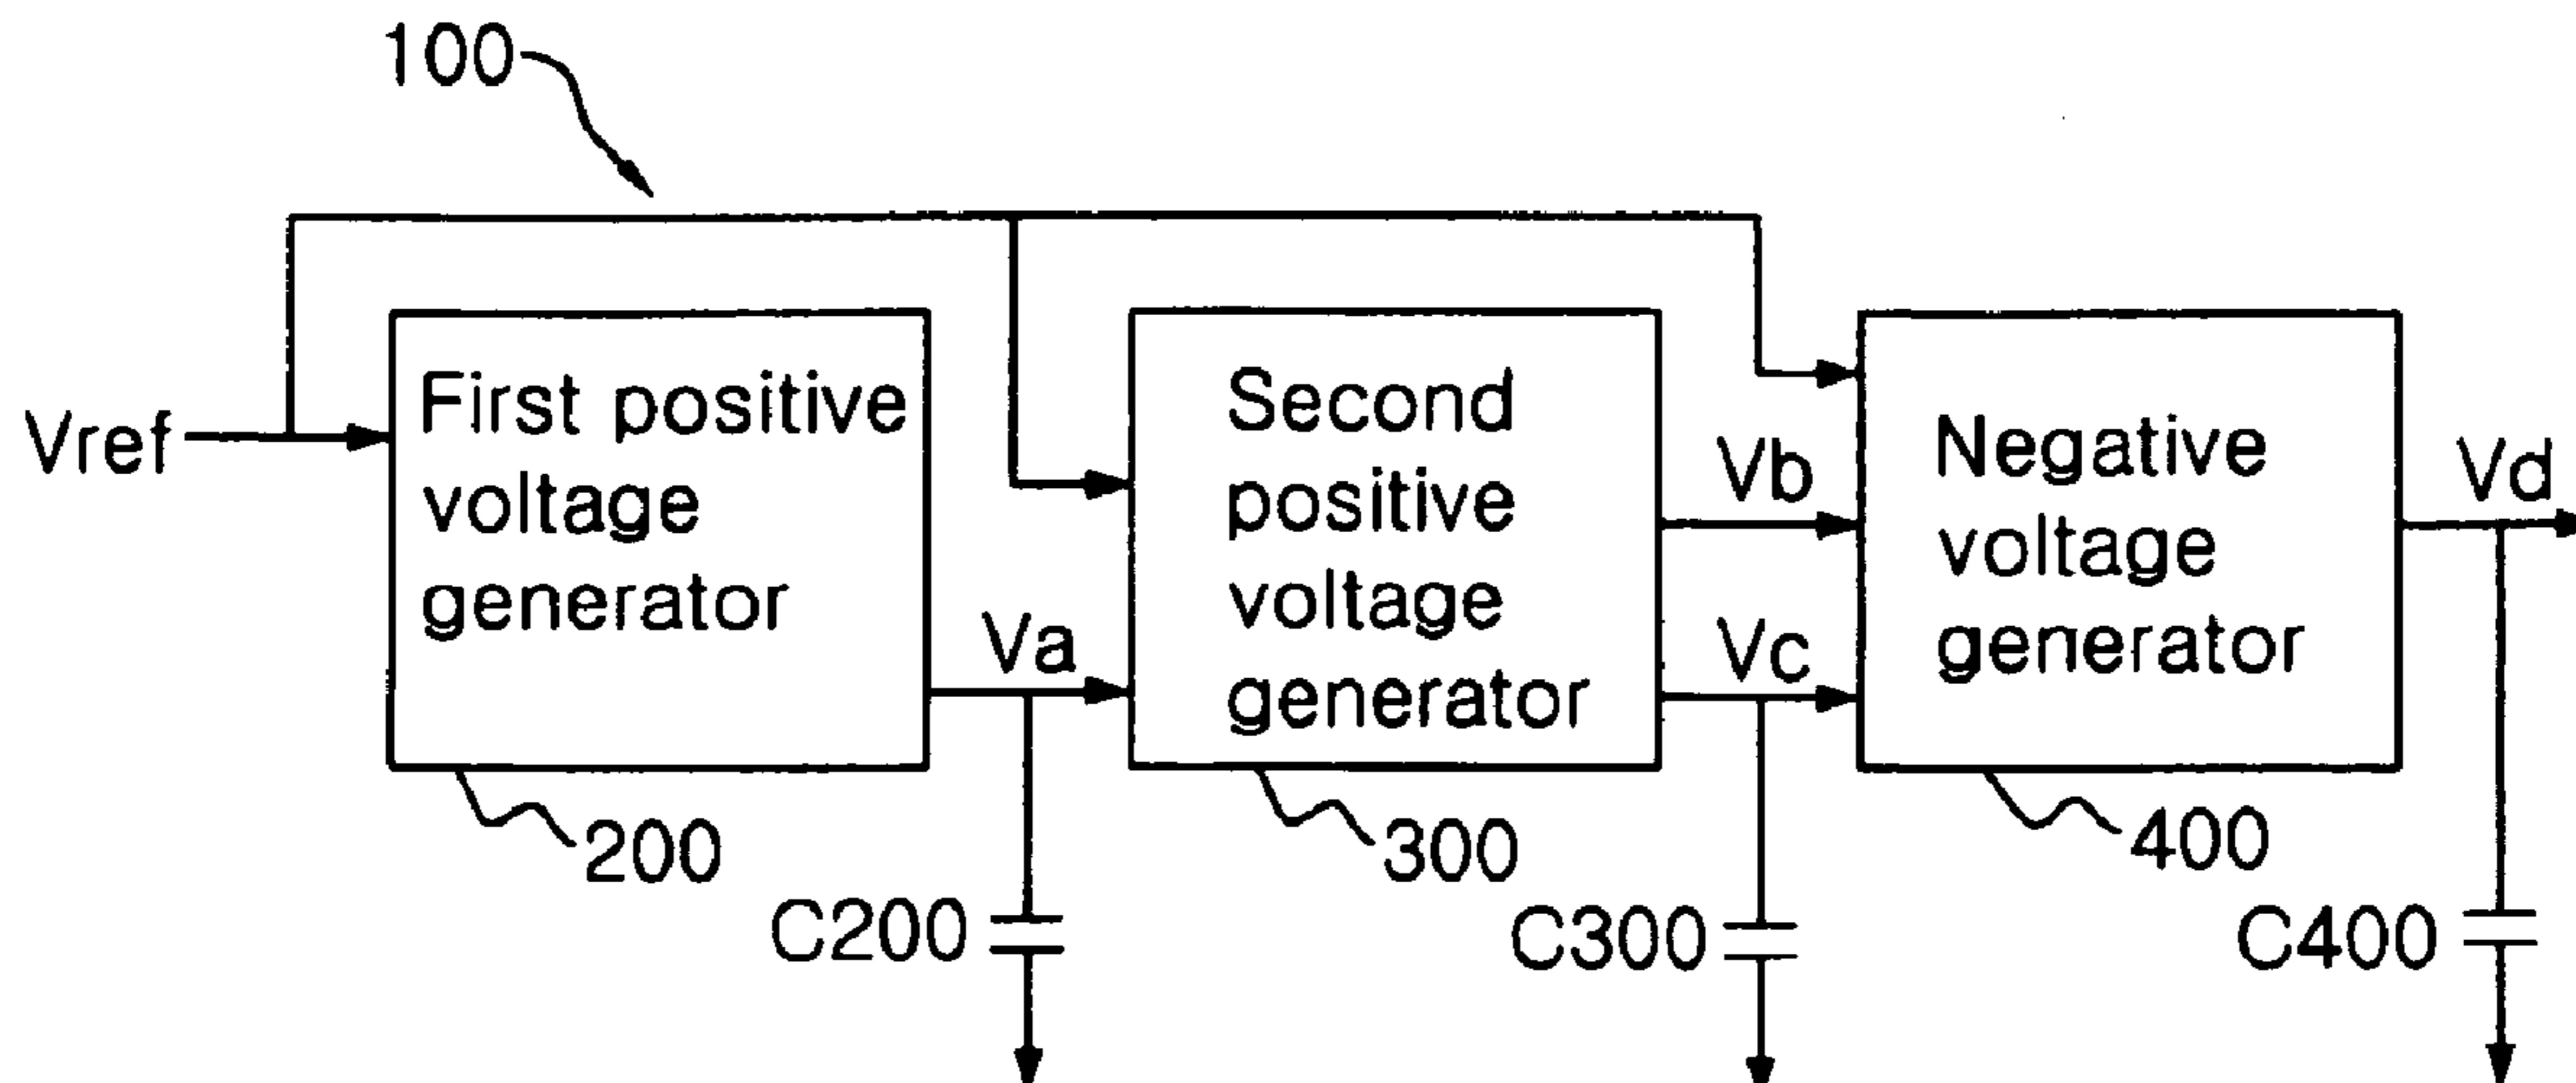 100
Vref
First positive
voltage
generator
200
Va
C200
Second
positive
voltage
generator
300
Vb
Vc
C300
Negative
voltage
generator
400
Vd
C400